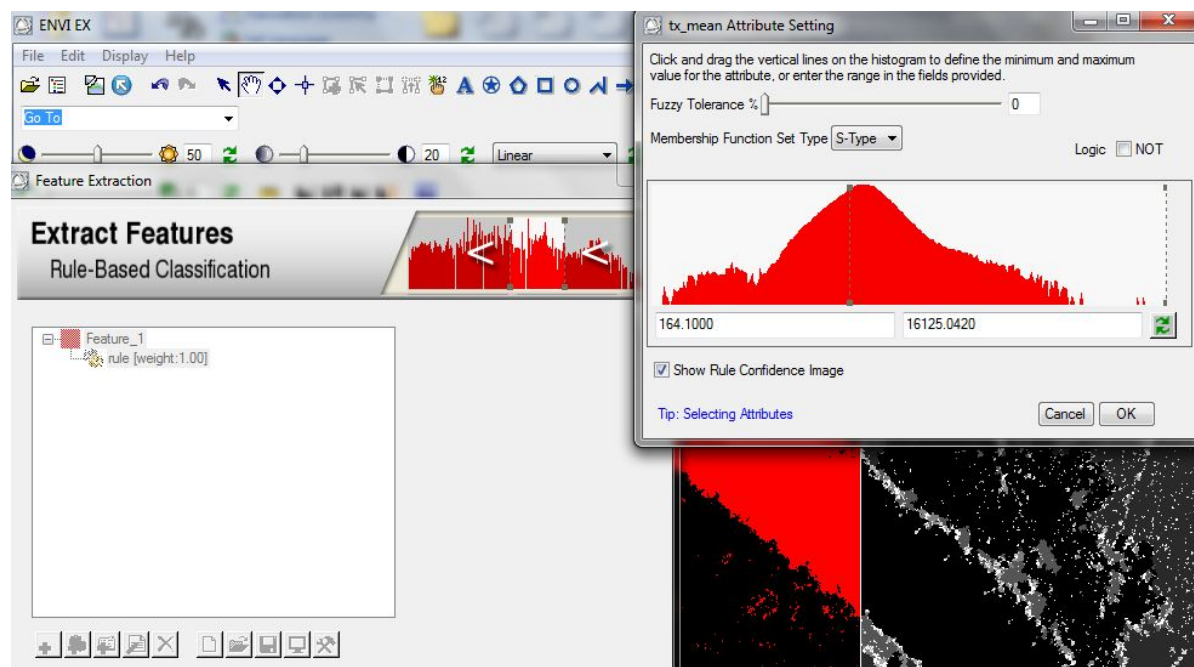 ENVI EX
File Edit Display Help
Go To
50
20
Linear
Feature Extraction
Extract Features
Rule-Based Classification
Feature_1
rule [weight:1.00]
tx_mean Attribute Setting
Click and drag the vertical lines on the histogram to define the minimum and maximum
value for the attribute, or enter the range in the fields provided.
Fuzzy Tolerance % 0
Membership Function Set Type S-Type
Logic NOT
164.1000 16125.0420
Show Rule Confidence Image
Tip: Selecting Attributes
Cancel OK